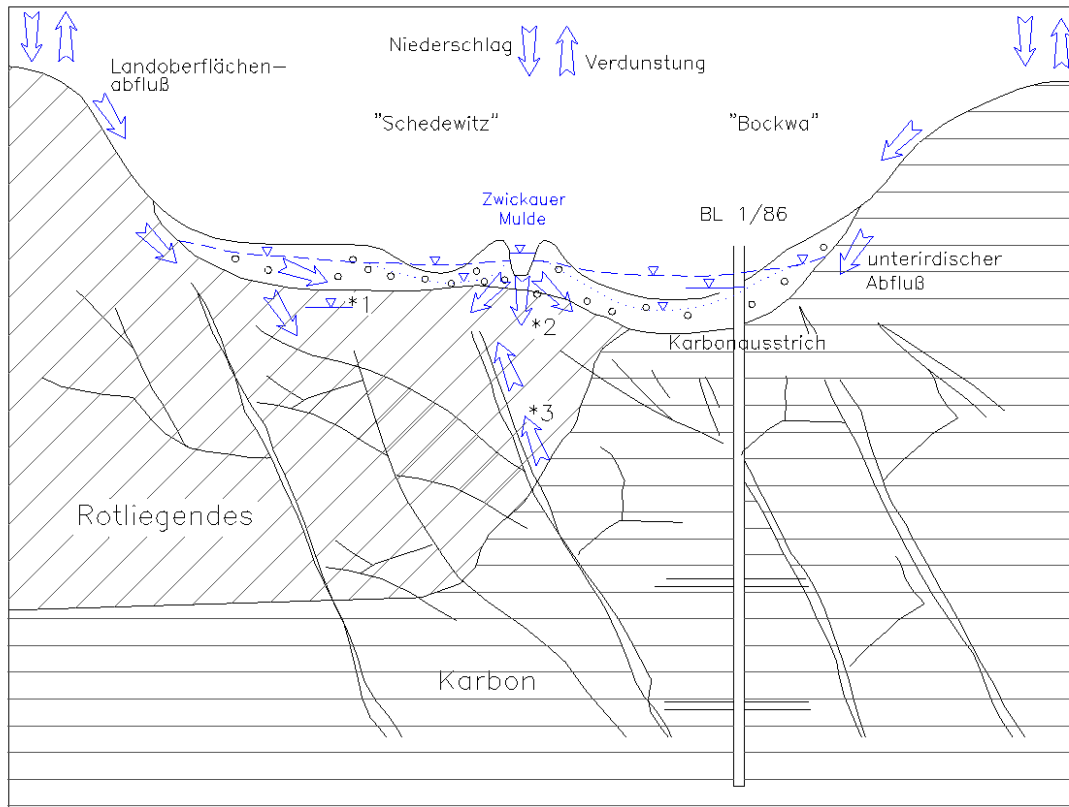 Niederschlag
Verdunstung
Landoberflächen—
abfluß
"Schedewitz"
"Bockwa"
Zwickauer
Mulde
BL 1/86
unterirdischer
Abfluß
*1
*2
Karbonausstrich
*3
Rotliegendes
Karbon